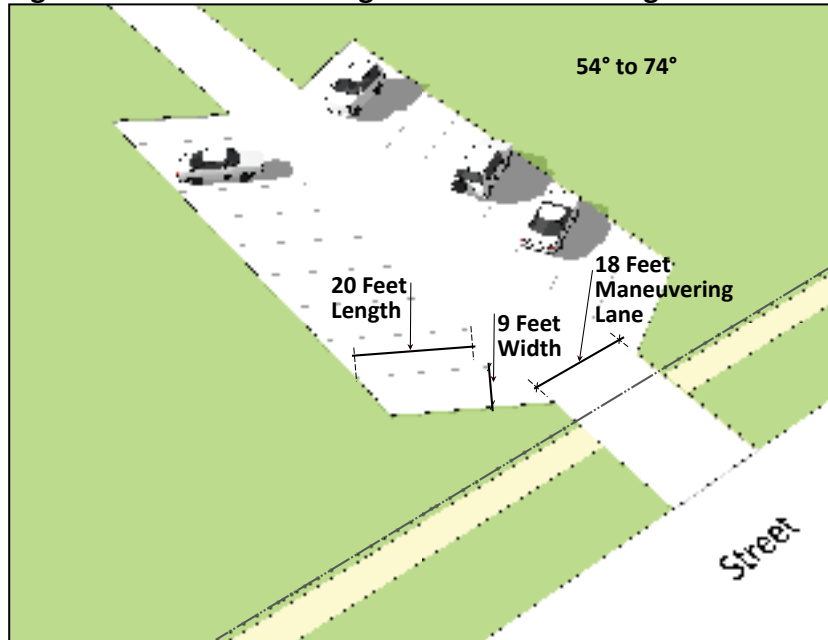 54° to 74°
18 Feet
Maneuvering
Lane
20 Feet
Length
9 Feet
Width
Street